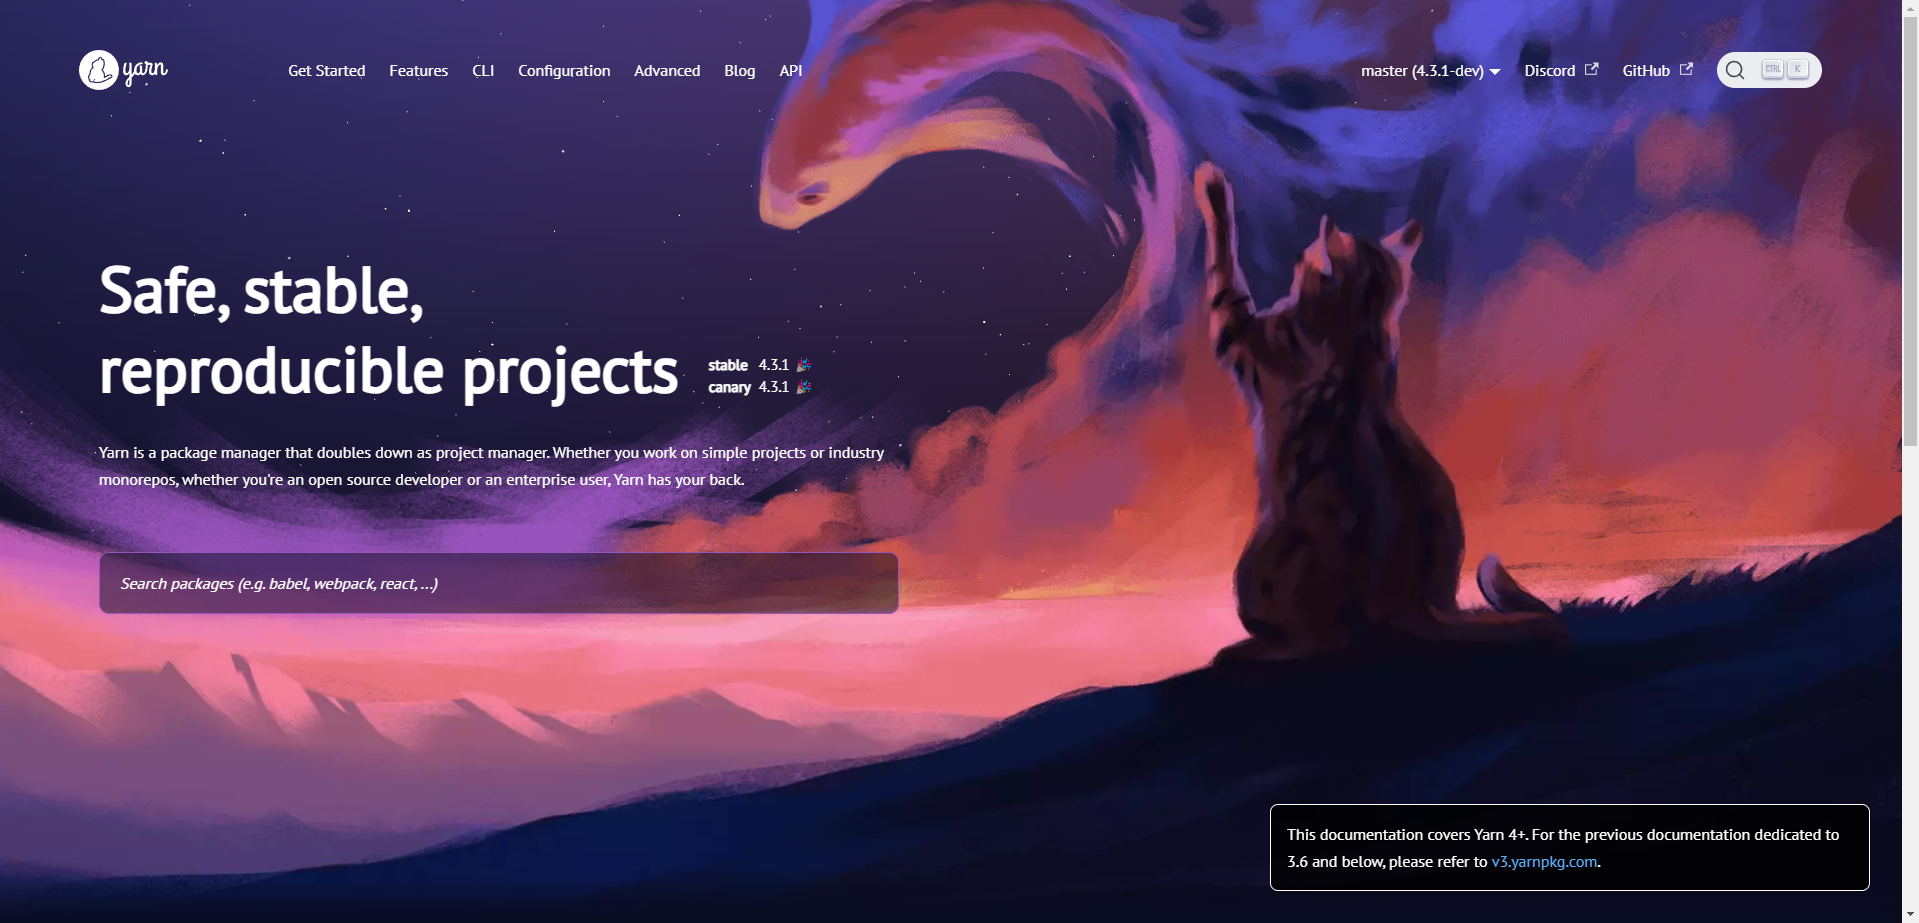 yarn
Get Started Features CLI Configuration Advanced Blog API
master (4.3.1-dev) Discord GitHub CTRL K
Safe, stable,
reproducible projects
stable 4.3.1 🎉
canary 4.3.1 🎉
Yarn is a package manager that doubles down as project manager. Whether you work on simple projects or industry
monorepos, whether you're an open source developer or an enterprise user, Yarn has your back.
Search packages (e.g. babel, webpack, react, ...)
This documentation covers Yarn 4+. For the previous documentation dedicated to
3.6 and below, please refer to v3.yarnpkg.com.